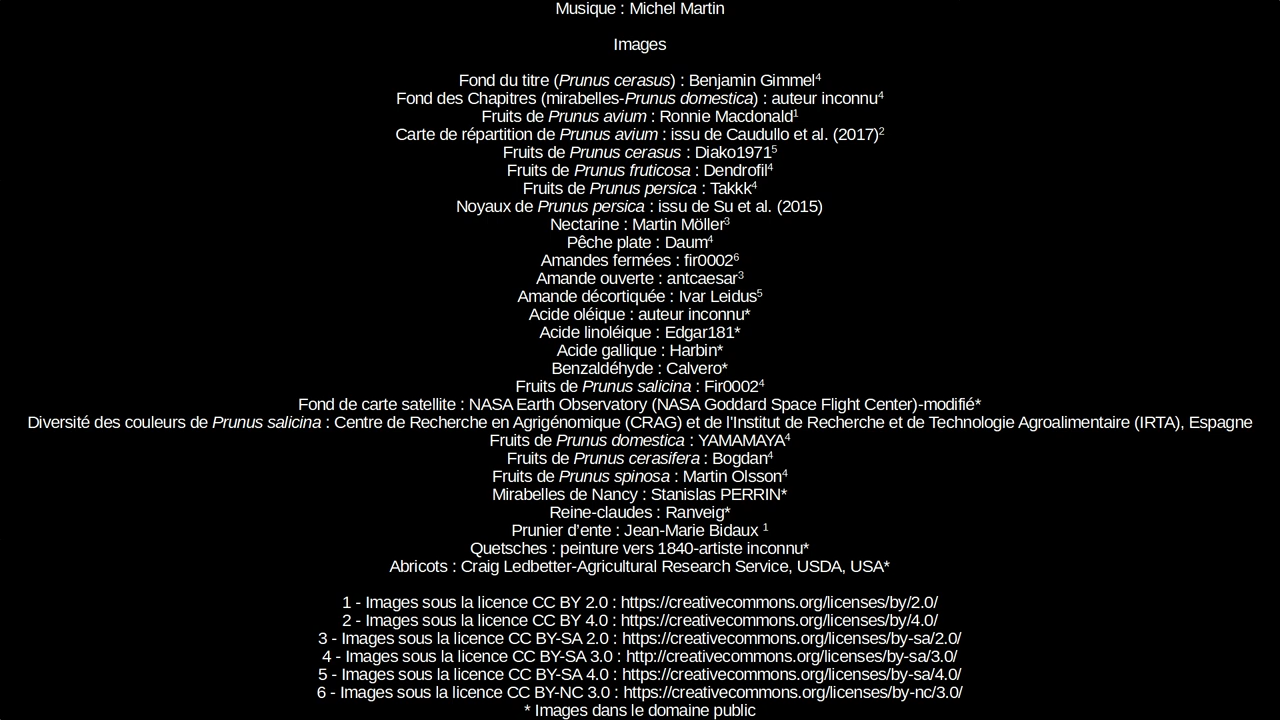 Musique : Michel Martin
Images
Fond du titre (Prunus cerasus) : Benjamin Gimmel⁴
Fond des Chapitres (mirabelles-Prunus domestica) : auteur inconnu⁴
Fruits de Prunus avium : Ronnie Macdonald¹
Carte de répartition de Prunus avium : issu de Caudullo et al. (2017)²
Fruits de Prunus cerasus : Diako1971⁵
Fruits de Prunus fruticosa : Dendrofil⁴
Fruits de Prunus persica : Takkk⁴
Noyaux de Prunus persica : issu de Su et al. (2015)
Nectarine : Martin Möller³
Pêche plate : Daum⁴
Amandes fermées : fir0002⁶
Amande ouverte : antcaesar³
Amande décortiquée : Ivar Leidus⁵
Acide oléique : auteur inconnu*
Acide linoléique : Edgar181*
Acide gallique : Harbin*
Benzaldéhyde : Calvero*
Fruits de Prunus salicina : Fir0002⁴
Fond de carte satellite : NASA Earth Observatory (NASA Goddard Space Flight Center)-modifié*
Diversité des couleurs de Prunus salicina : Centre de Recherche en Agrigénomique (CRAG) et de l'Institut de Recherche et de Technologie Agroalimentaire (IRTA), Espagne
Fruits de Prunus domestica : YAMAMAYA⁴
Fruits de Prunus cerasifera : Bogdan⁴
Fruits de Prunus spinosa : Martin Olsson⁴
Mirabelles de Nancy : Stanislas PERRIN*
Reine-claudes : Ranveig*
Prunier d'ente : Jean-Marie Bidaux ¹
Quetsches : peinture vers 1840-artiste inconnu*
Abricots : Craig Ledbetter-Agricultural Research Service, USDA, USA*
1 - Images sous la licence CC BY 2.0 : https://creativecommons.org/licenses/by/2.0/
2 - Images sous la licence CC BY 4.0 : https://creativecommons.org/licenses/by/4.0/
3 - Images sous la licence CC BY-SA 2.0 : https://creativecommons.org/licenses/by-sa/2.0/
4 - Images sous la licence CC BY-SA 3.0 : http://creativecommons.org/licenses/by-sa/3.0/
5 - Images sous la licence CC BY-SA 4.0 : https://creativecommons.org/licenses/by-sa/4.0/
6 - Images sous la licence CC BY-NC 3.0 : https://creativecommons.org/licenses/by-nc/3.0/
* Images dans le domaine public